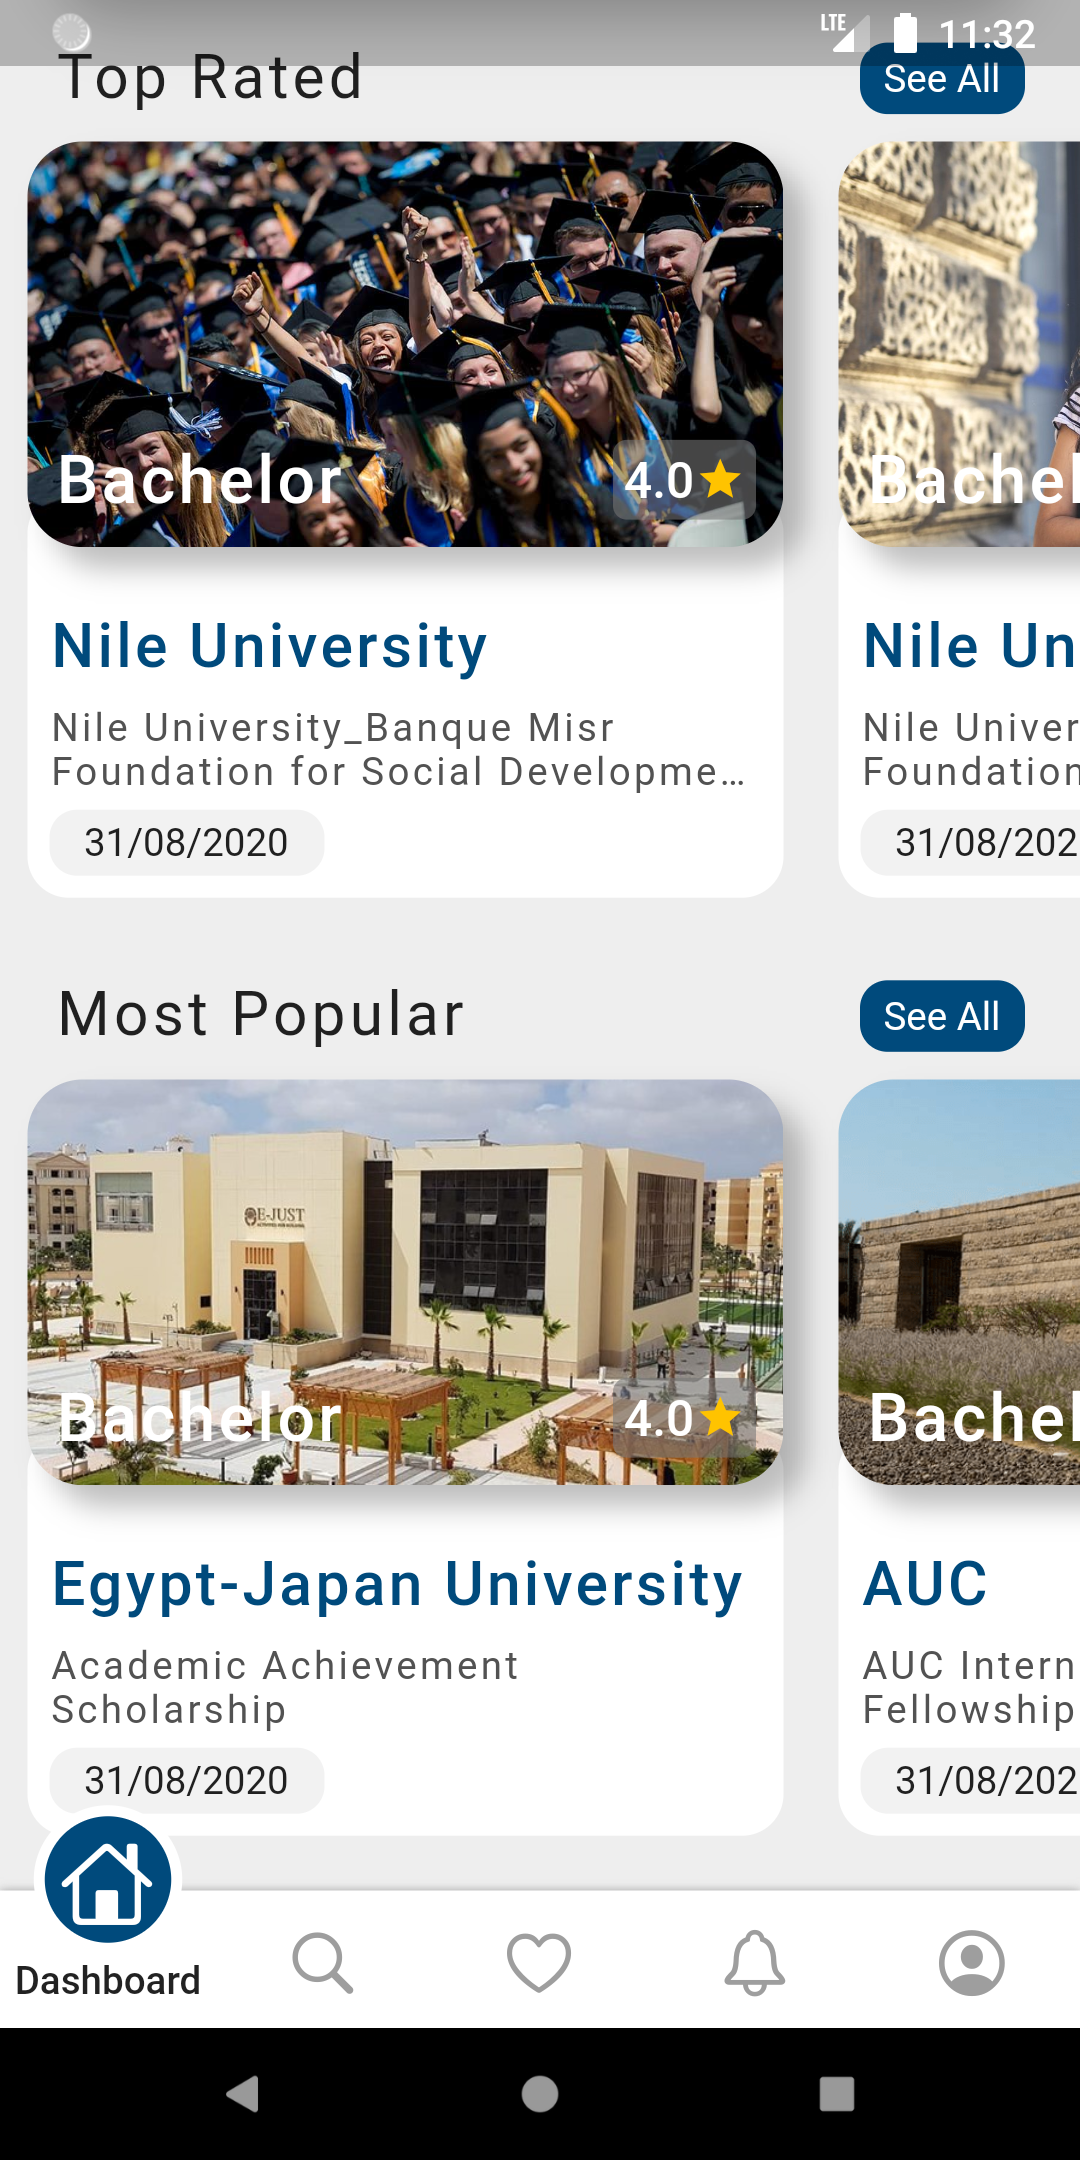 LTE 11:32
Top Rated
See All
Bachelor
4.0
Bachel
Nile University
Nile Un
Nile University_Banque Misr
Foundation for Social Developme…
Nile Univer
Foundation
31/08/2020
31/08/202
Most Popular
See All
E-JUST
Bachelor
4.0
Bachel
Egypt-Japan University
AUC
Academic Achievement
Scholarship
AUC Intern
Fellowship
31/08/2020
31/08/202
Dashboard